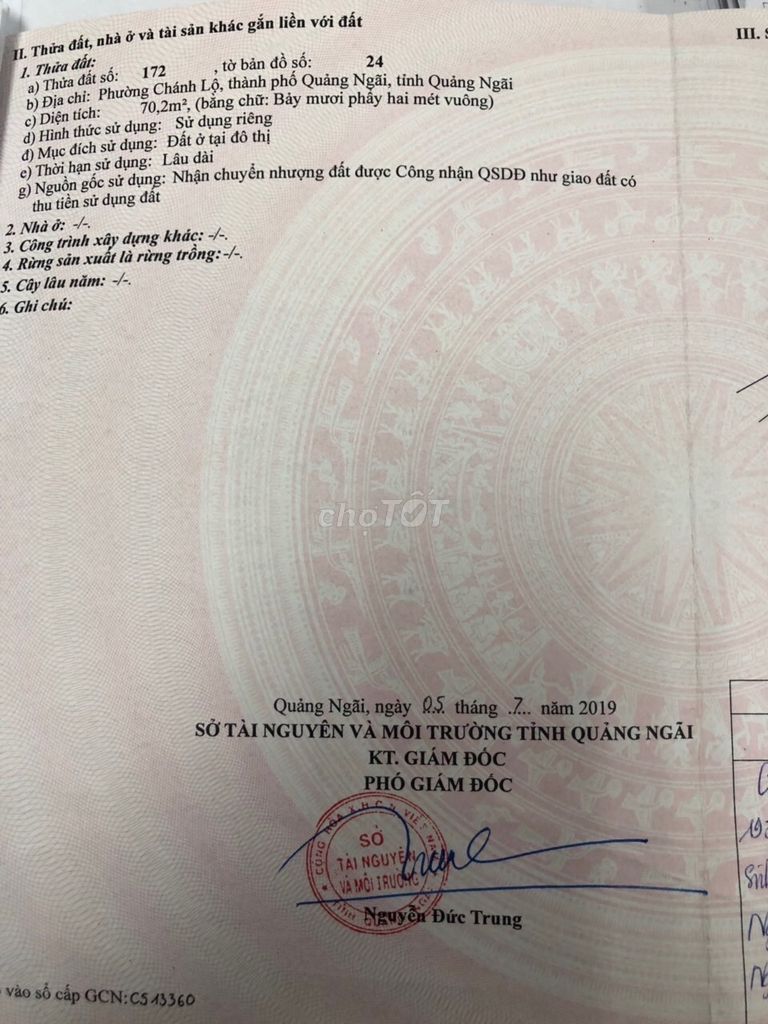 II. Thửa đất, nhà ở và tài sản khác gắn liền với đất
III.
1. Thửa đất:
a) Thửa đất số: 172 , tờ bản đồ số: 24
b) Địa chỉ: Phường Chánh Lộ, thành phố Quảng Ngãi, tỉnh Quảng Ngãi
c) Diện tích: 70,2m², (bằng chữ: Bảy mươi phẩy hai mét vuông)
d) Hình thức sử dụng: Sử dụng riêng
đ) Mục đích sử dụng: Đất ở tại đô thị
e) Thời hạn sử dụng: Lâu dài
g) Nguồn gốc sử dụng: Nhận chuyển nhượng đất được Công nhận QSDĐ như giao đất có
thu tiền sử dụng đất
2. Nhà ở: -/-.
3. Công trình xây dựng khác: -/-.
4. Rừng sản xuất là rừng trồng: -/-.
5. Cây lâu năm: -/-.
6. Ghi chú:
chợTỐT
Quảng Ngãi, ngày 05 tháng .7.. năm 2019
SỞ TÀI NGUYÊN VÀ MÔI TRƯỜNG TỈNH QUẢNG NGÃI
KT. GIÁM ĐỐC
PHÓ GIÁM ĐỐC
CỘNG HÒA X.H.C.N VIỆT NAM
SỞ
TÀI NGUYÊN
VÀ MÔI TRƯỜNG
Nguyễn Đức Trung
vào sổ cấp GCN: CS13360